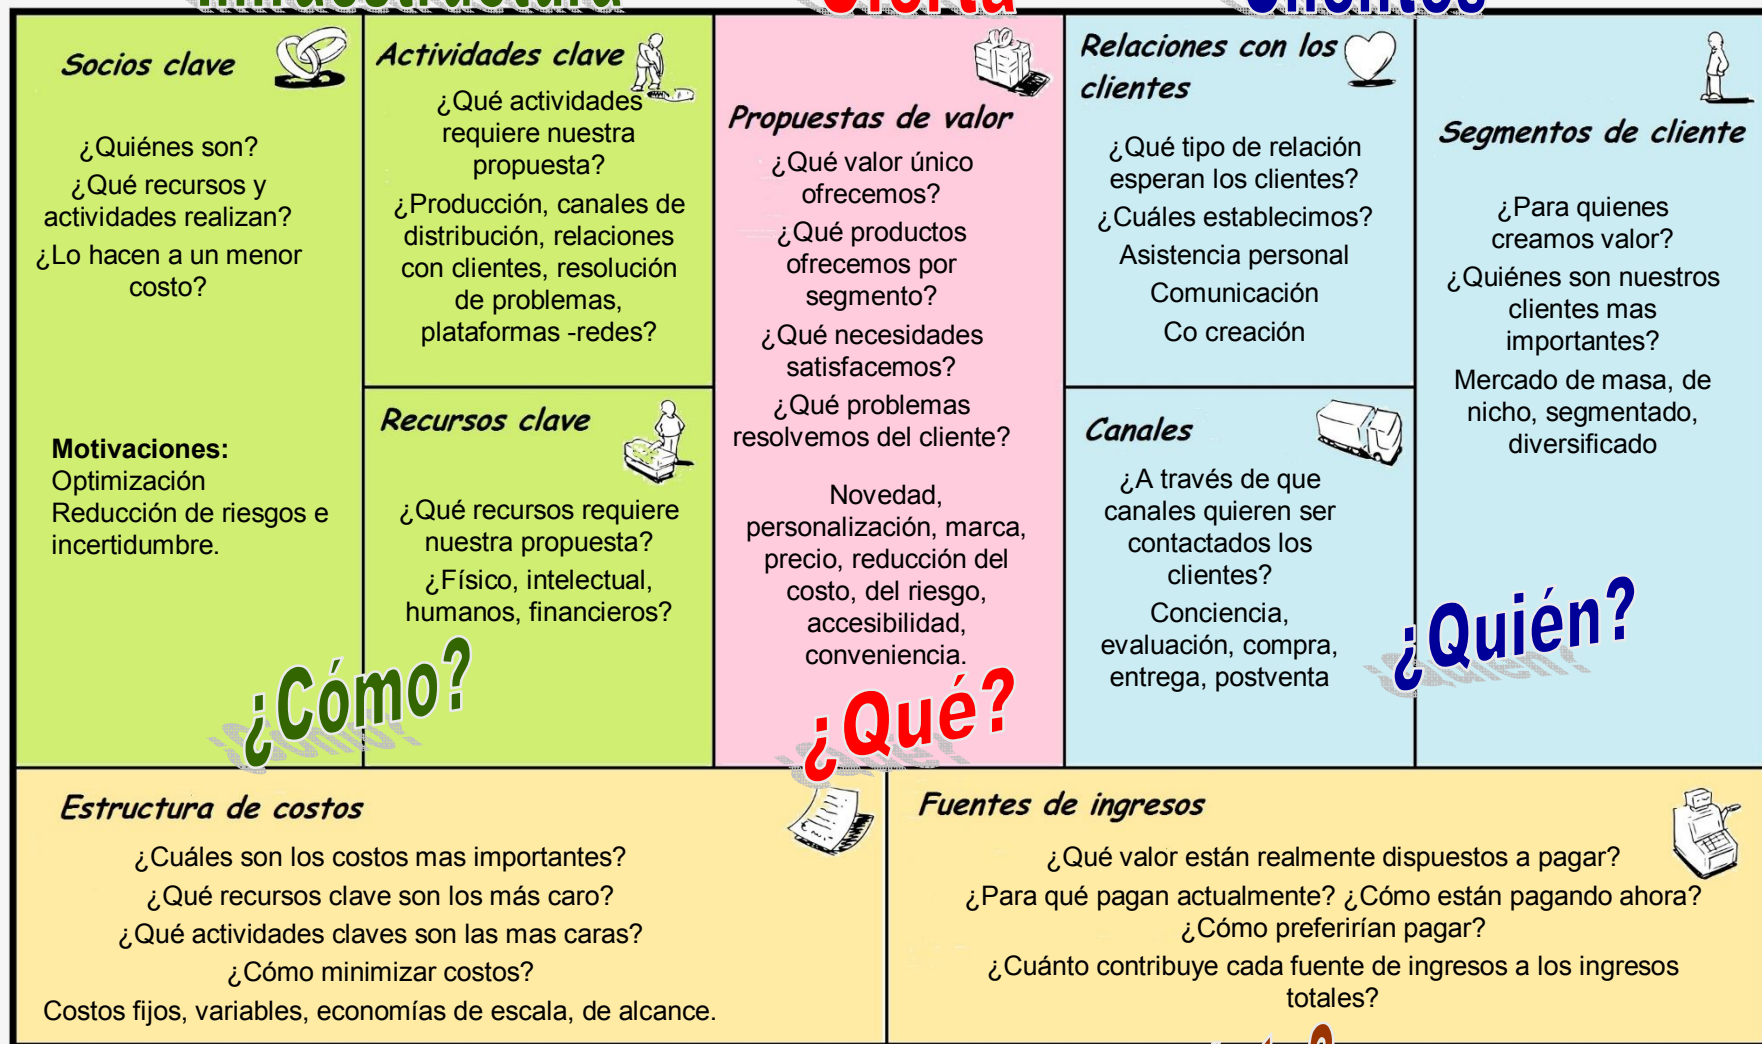 Infraestructura
Oferta
Clientes
Socios clave
¿Quiénes son?
¿Qué recursos y
actividades realizan?
¿Lo hacen a un menor
costo?
Motivaciones:
Optimización
Reducción de riesgos e
incertidumbre.
Actividades clave
¿Qué actividades
requiere nuestra
propuesta?
¿Producción, canales de
distribución, relaciones
con clientes, resolución
de problemas,
plataformas -redes?
Recursos clave
¿Qué recursos requiere
nuestra propuesta?
¿Físico, intelectual,
humanos, financieros?
¿Cómo?
Propuestas de valor
¿Qué valor único
ofrecemos?
¿Qué productos
ofrecemos por
segmento?
¿Qué necesidades
satisfacemos?
¿Qué problemas
resolvemos del cliente?
Novedad,
personalización, marca,
precio, reducción del
costo, del riesgo,
accesibilidad,
conveniencia.
¿Qué?
Relaciones con los
clientes
¿Qué tipo de relación
esperan los clientes?
¿Cuáles establecimos?
Asistencia personal
Comunicación
Co creación
Canales
¿A través de que
canales quieren ser
contactados los
clientes?
Conciencia,
evaluación, compra,
entrega, postventa
Segmentos de cliente
¿Para quienes
creamos valor?
¿Quiénes son nuestros
clientes mas
importantes?
Mercado de masa, de
nicho, segmentado,
diversificado
¿Quién?
Estructura de costos
¿Cuáles son los costos mas importantes?
¿Qué recursos clave son los más caro?
¿Qué actividades claves son las mas caras?
¿Cómo minimizar costos?
Costos fijos, variables, economías de escala, de alcance.
Fuentes de ingresos
¿Qué valor están realmente dispuestos a pagar?
¿Para qué pagan actualmente? ¿Cómo están pagando ahora?
¿Cómo preferirían pagar?
¿Cuánto contribuye cada fuente de ingresos a los ingresos
totales?